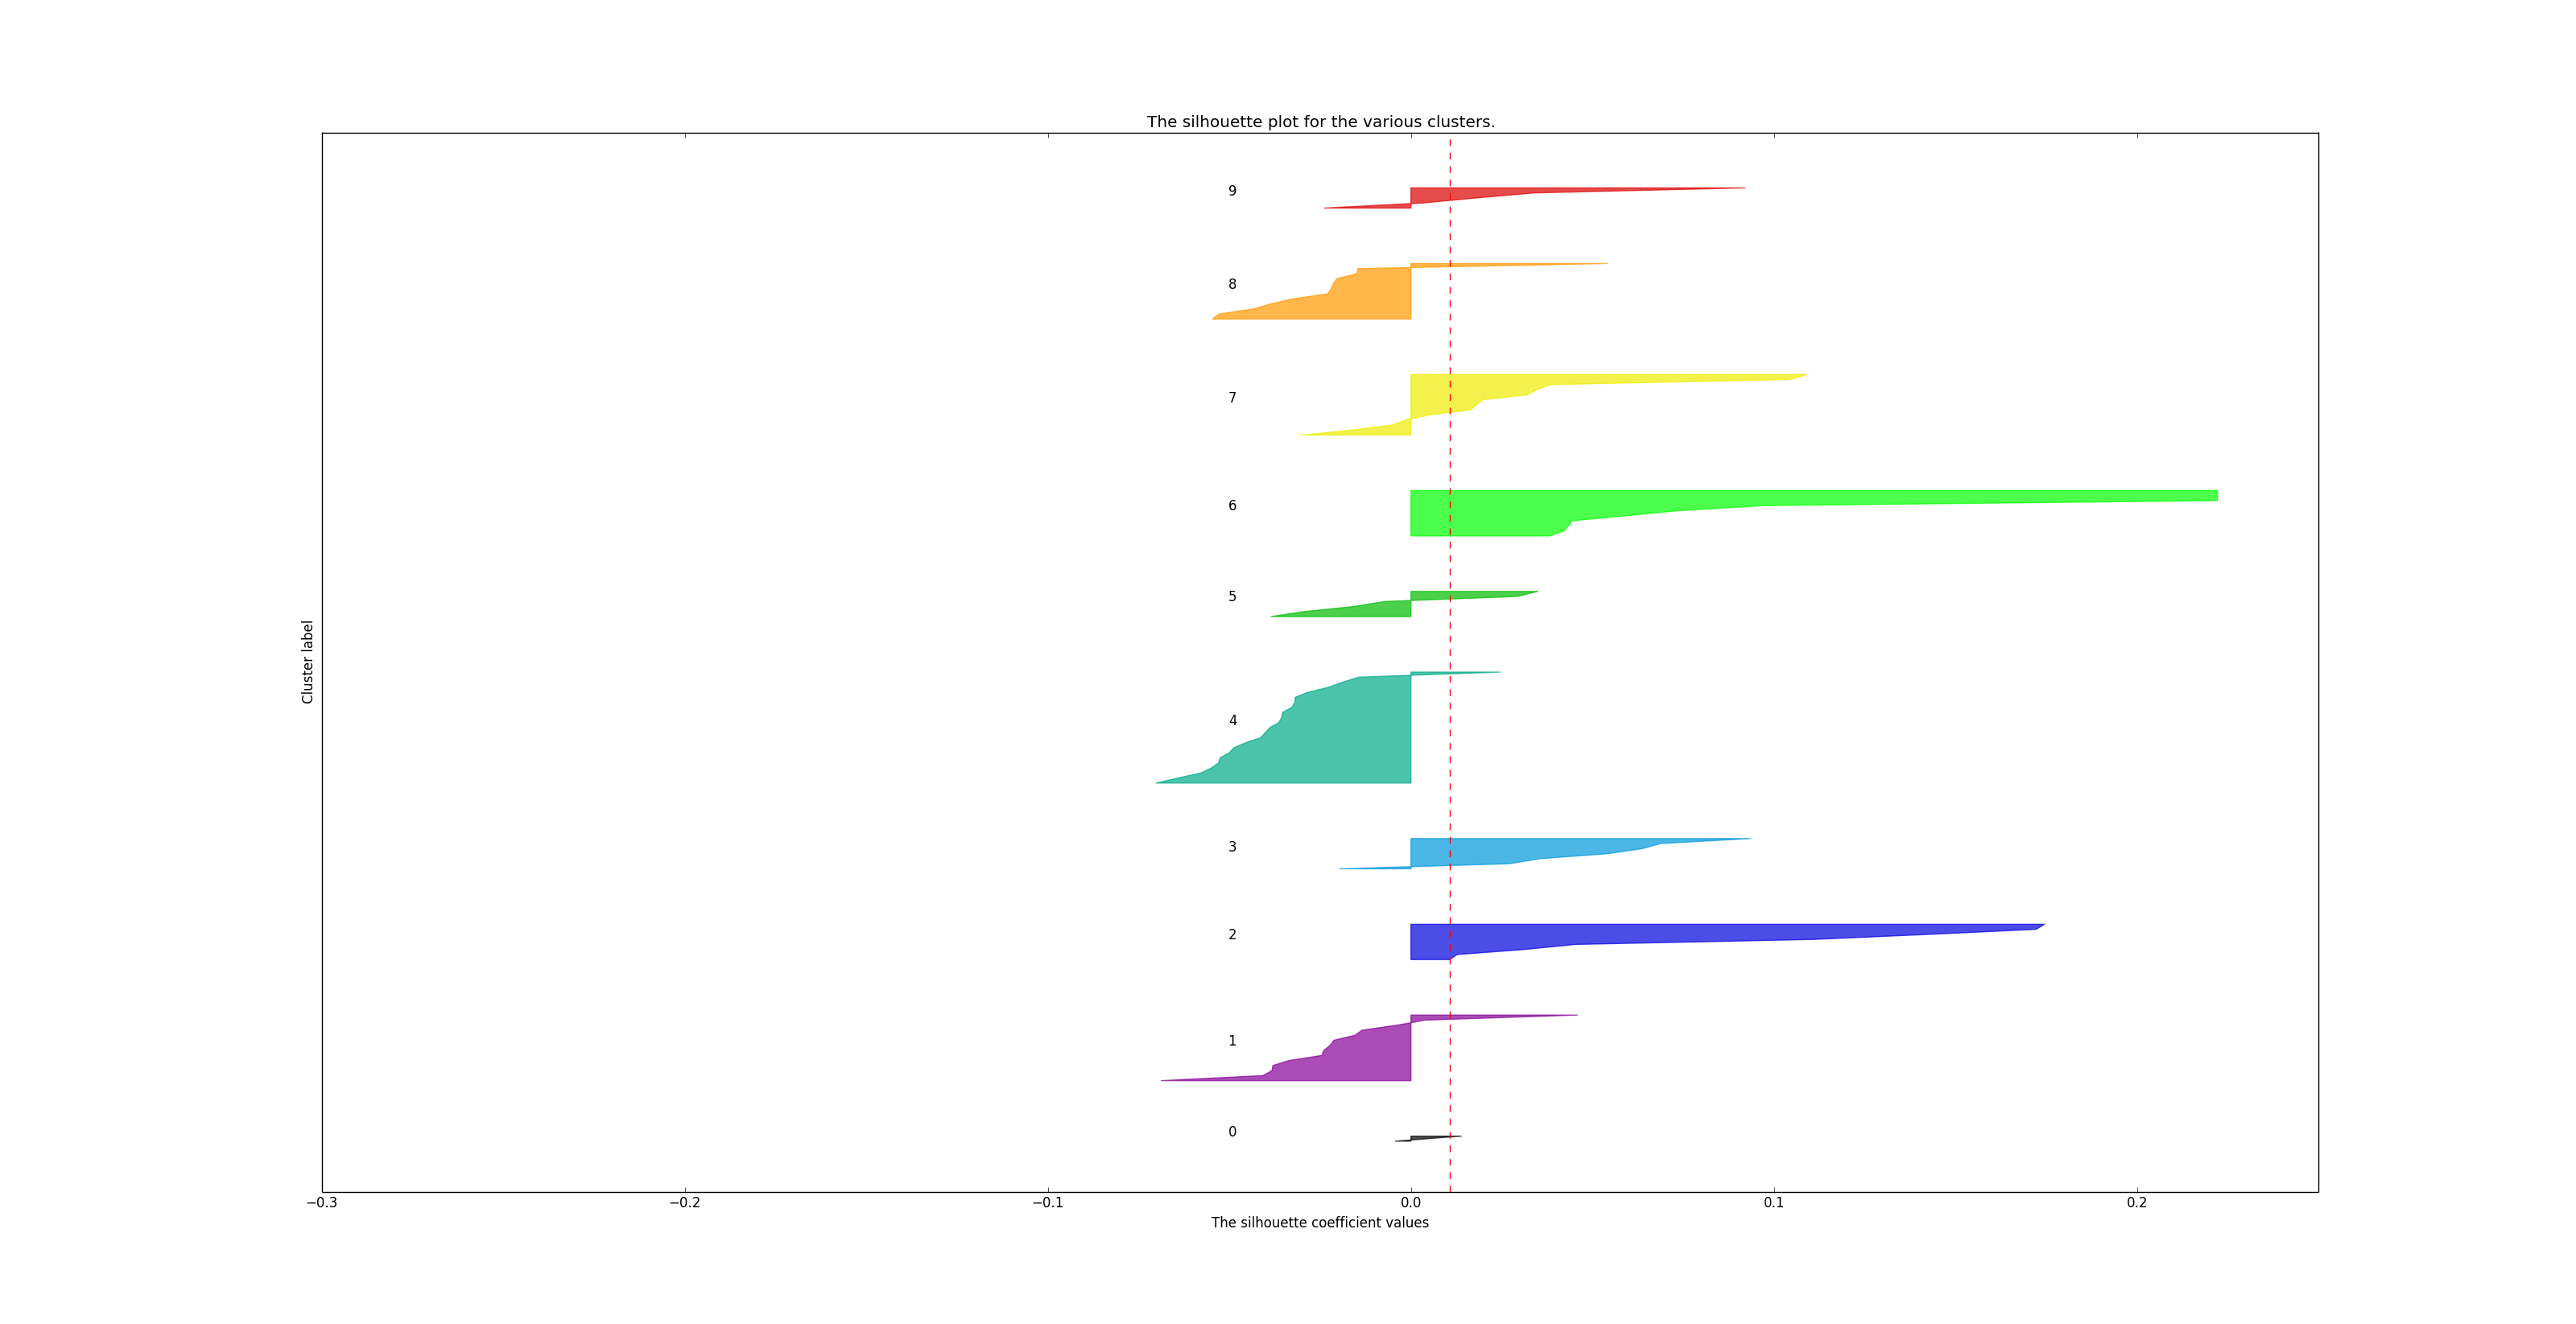 The silhouette plot for the various clusters.
9
8
7
6
5
4
3
2
1
0
Cluster label
−0.3 −0.2 −0.1 0.0 0.1 0.2
The silhouette coefficient values